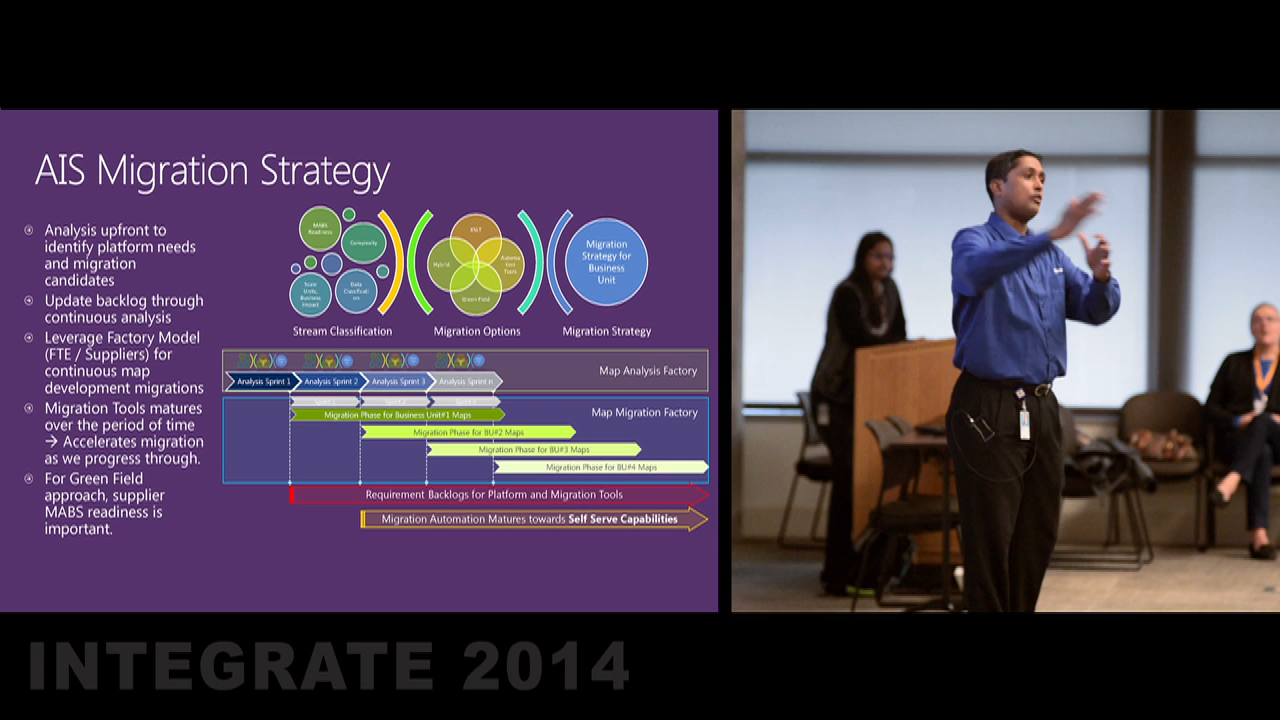 AIS Migration Strategy
Analysis upfront to
identify platform needs
and migration
candidates
Update backlog through
continuous analysis
Leverage Factory Model
(FTE / Suppliers) for
continuous map
development migrations
Migration Tools matures
over the period of time
→ Accelerates migration
as we progress through.
For Green Field
approach, supplier
MABS readiness is
important.
MABS
Readiness
Complexity
Team
Units,
Business
Impact
Data
Classificati
on
Stream Classification
XSLT
Hybrid
Automa
tion
Tools
Green Field
Migration Options
Migration
Strategy for
Business
Unit
Migration Strategy
Map Analysis Factory
Analysis Sprint 1
Analysis Sprint 2
Analysis Sprint 3
Analysis Sprint n
Map Migration Factory
Migration Phase for Business Unit#1 Maps
Migration Phase for BU#2 Maps
Migration Phase for BU#3 Maps
Migration Phase for BU#4 Maps
Requirement Backlogs for Platform and Migration Tools
Migration Automation Matures towards Self Serve Capabilities
INTEGRATE 2014